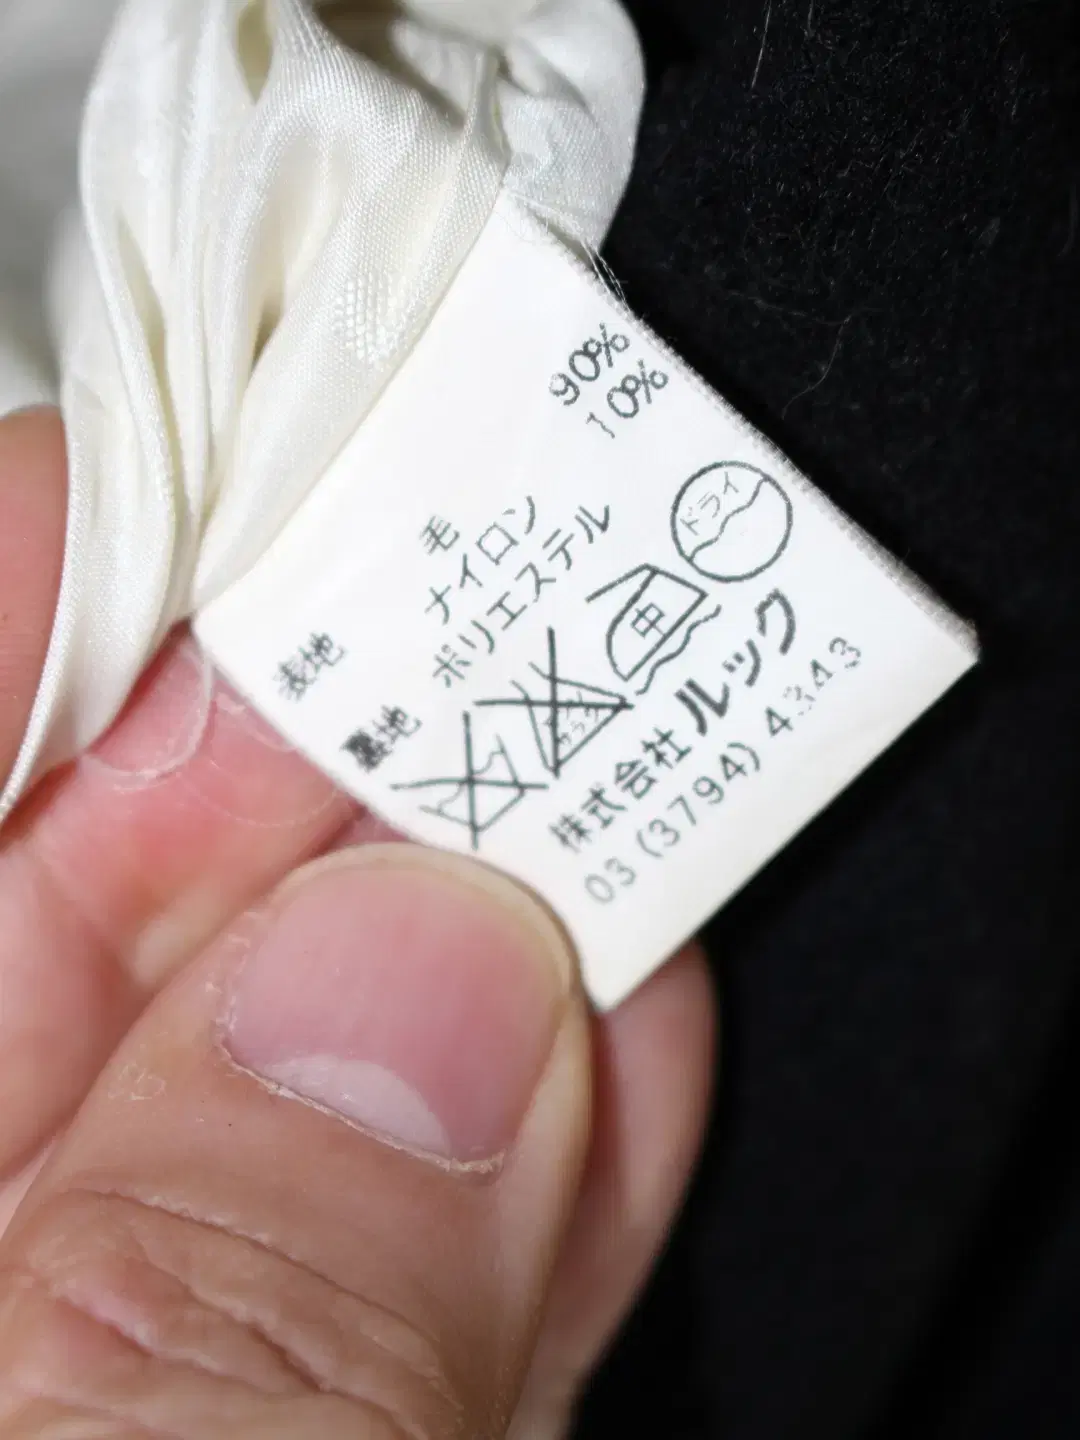 表地 毛 90%
ナイロン 10%
裏地 ポリエステル
中 ドライ
株式会社 ルック
03 (3794) 4343